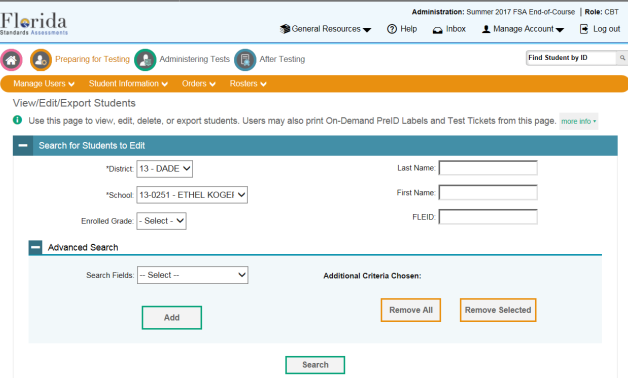 Administration: Summer 2017 FSA End-of-Course | Role: CBT
Florida
Standards Assessments
General Resources Help Inbox Manage Account Log out
Preparing for Testing Administering Tests After Testing Find Student by ID
Manage Users Student Information Orders Rosters
View/Edit/Export Students
Use this page to view, edit, delete, or export students. Users may also print On-Demand PreID Labels and Test Tickets from this page. more info
Search for Students to Edit
*District: 13 - DADE Last Name:
*School: 13-0251 - ETHEL KOGEI First Name:
Enrolled Grade: - Select - FLEID:
Advanced Search
Search Fields: -- Select -- Additional Criteria Chosen:
Add Remove All Remove Selected
Search